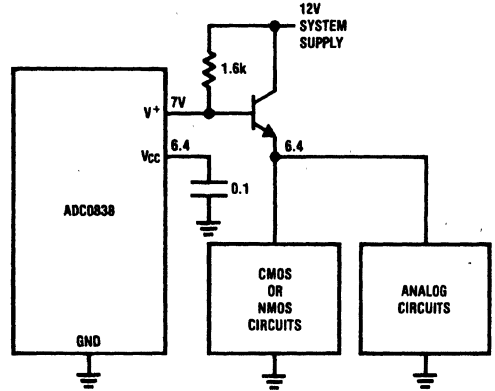 12V
SYSTEM
SUPPLY
1.6k
V+
7V
6.4
VCC
6.4
0.1
ADC0838
CMOS
OR
NMOS
CIRCUITS
ANALOG
CIRCUITS
GND